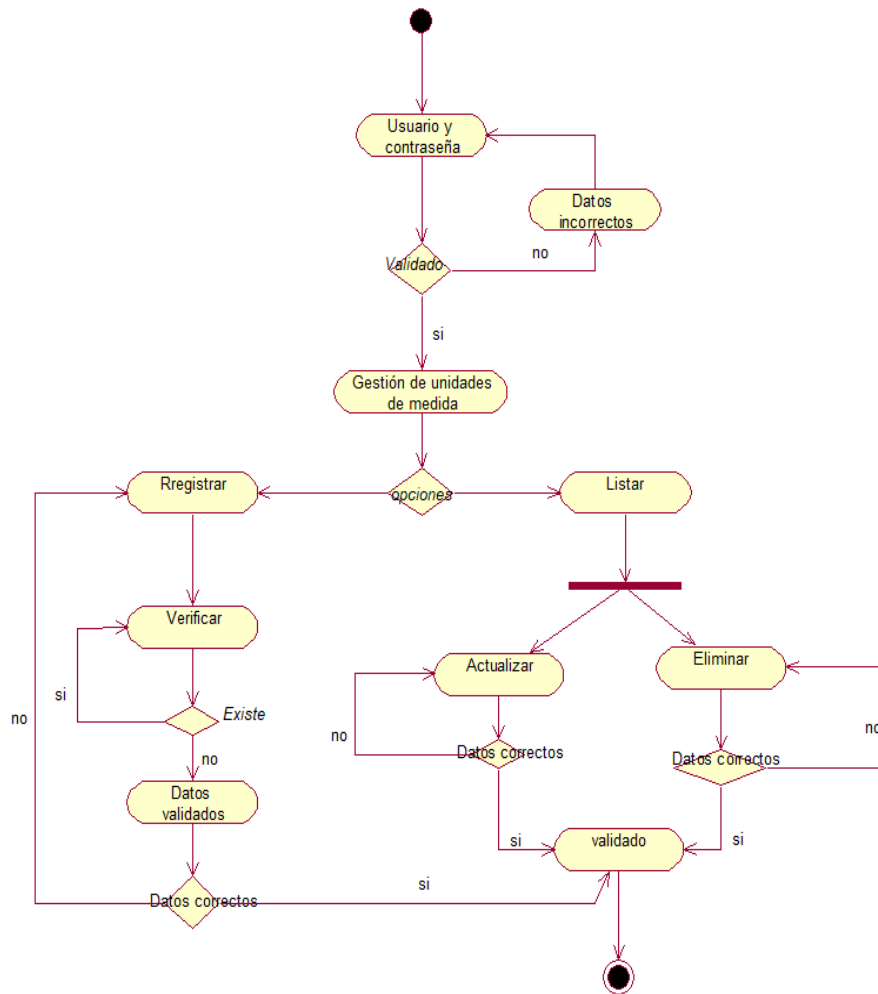 Usuario y
contraseña
Datos
incorrectos
Validado
no
si
Gestión de unidades
de medida
Rregistrar
opciones
Listar
Verificar
Actualizar
Eliminar
si
Existe
no
no
no
no
Datos correctos
Datos correctos
Datos
validados
si
validado
si
Datos correctos
si